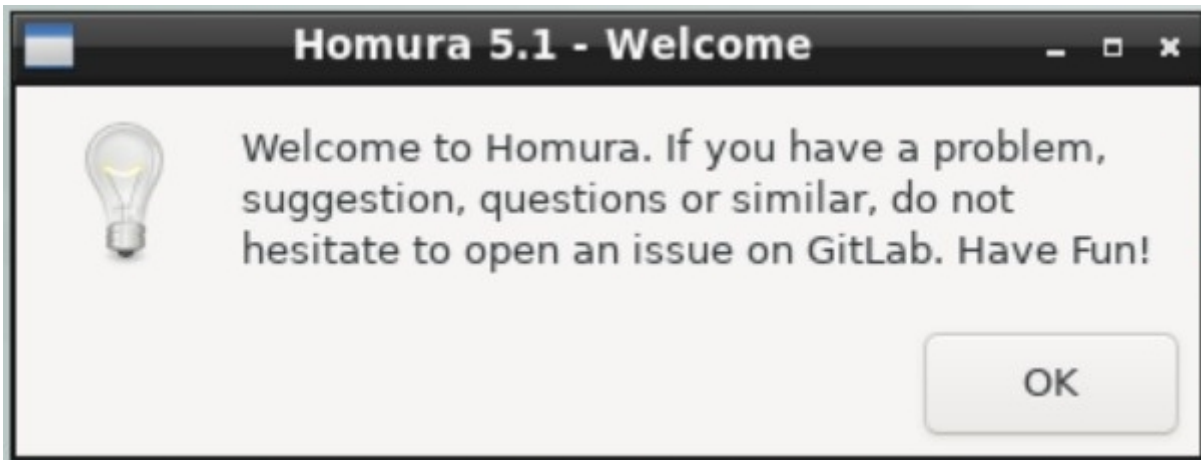 Homura 5.1 - Welcome
Welcome to Homura. If you have a problem,
suggestion, questions or similar, do not
hesitate to open an issue on GitLab. Have Fun!
OK